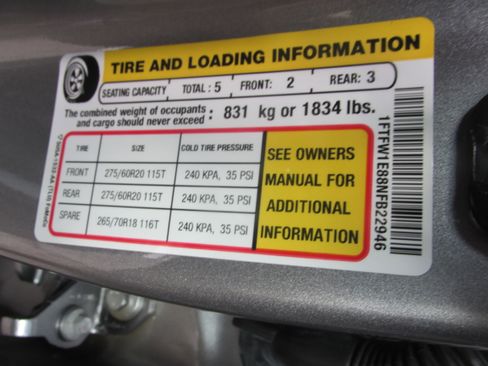 TIRE AND LOADING INFORMATION
SEATING CAPACITY TOTAL : 5 FRONT: 2 REAR: 3
The combined weight of occupants and cargo should never exceed : 831 kg or 1834 lbs.
TIRE SIZE COLD TIRE PRESSURE
FRONT 275/60R20 115T 240 KPA, 35 PSI
REAR 275/60R20 115T 240 KPA, 35 PSI
SPARE 265/70R18 116T 240 KPA, 35 PSI
SEE OWNERS
MANUAL FOR
ADDITIONAL
INFORMATION
1FTFW1E88NFB22946